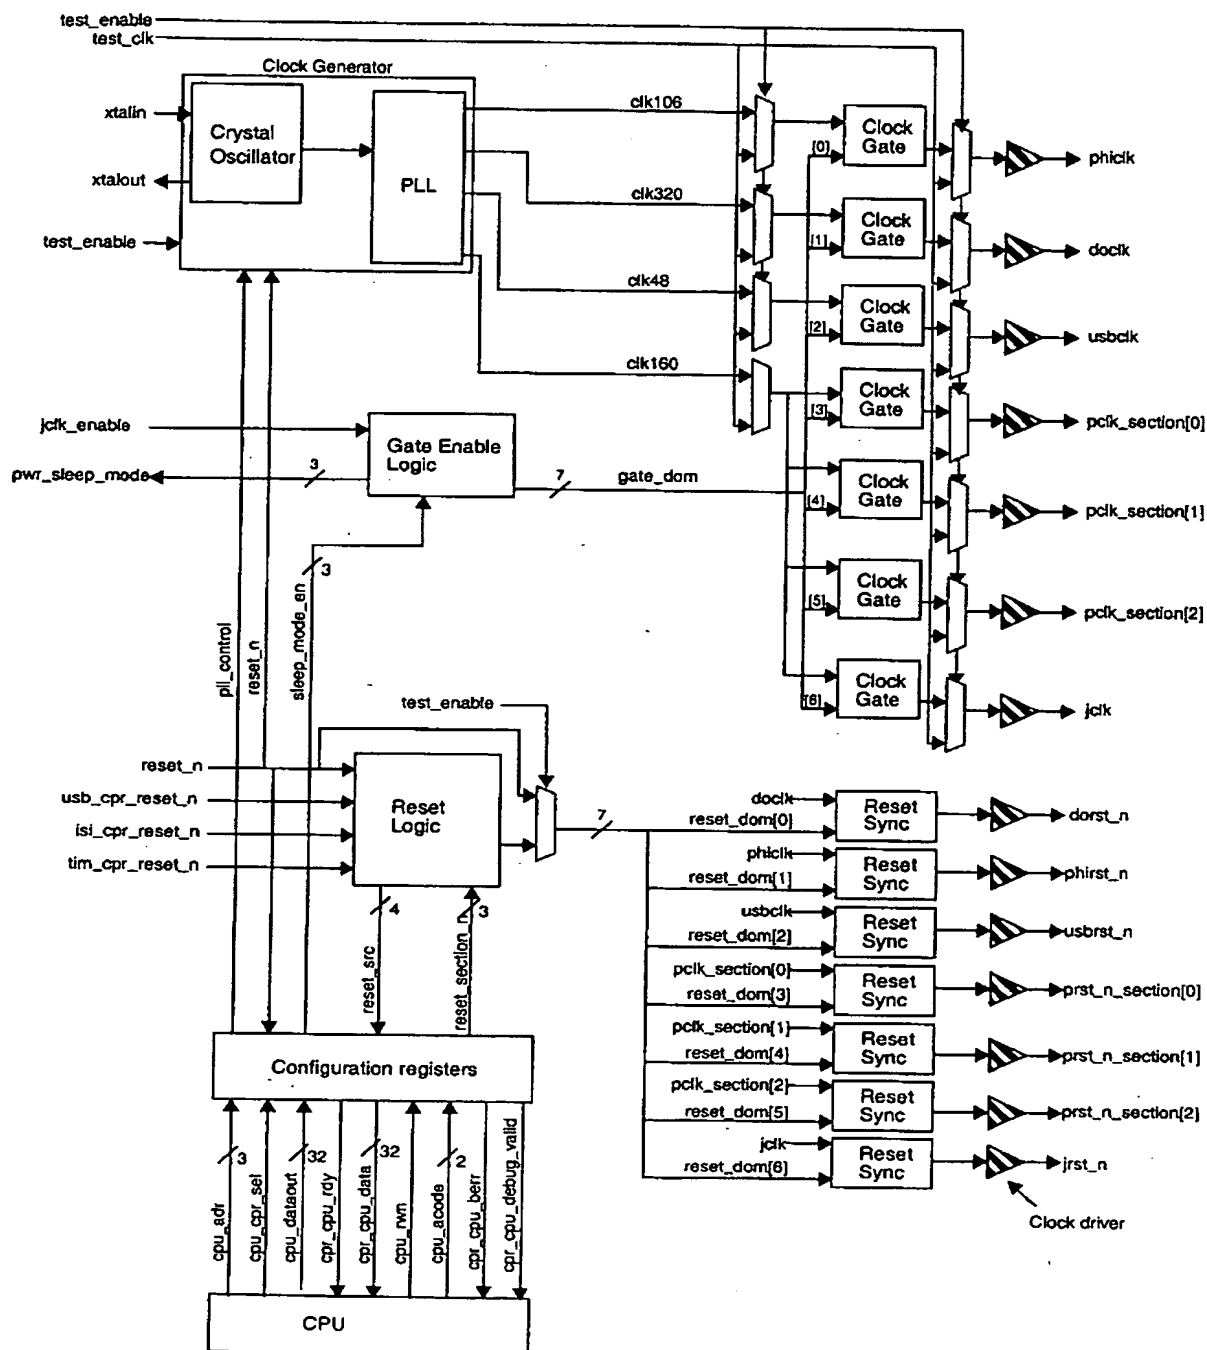 test_enable
test_clk
Clock Generator
xtalin
Crystal
Oscillator
xtalout
PLL
test_enable
clk106
clk320
clk48
clk160
[0]
Clock
Gate
phiclk
[1]
Clock
Gate
doclk
[2]
Clock
Gate
usbclk
[3]
Clock
Gate
pclk_section[0]
[4]
Clock
Gate
pclk_section[1]
[5]
Clock
Gate
pclk_section[2]
[6]
Clock
Gate
jclk
jclk_enable
pwr_sleep_mode
3
Gate Enable
Logic
7
gate_dom
3
pll_control
reset_n
sleep_mode_en
test_enable
reset_n
usb_cpr_reset_n
isi_cpr_reset_n
tim_cpr_reset_n
Reset
Logic
7
4
3
reset_src
reset_section_n
doclk
reset_dom[0]
Reset
Sync
dorst_n
phiclk
reset_dom[1]
Reset
Sync
phirst_n
usbclk
reset_dom[2]
Reset
Sync
usbrst_n
pclk_section[0]
reset_dom[3]
Reset
Sync
prst_n_section[0]
pclk_section[1]
reset_dom[4]
Reset
Sync
prst_n_section[1]
pclk_section[2]
reset_dom[5]
Reset
Sync
prst_n_section[2]
jclk
reset_dom[6]
Reset
Sync
jrst_n
Clock driver
Configuration registers
3
32
32
2
cpu_adr
cpu_cpr_sel
cpu_dataout
cpr_cpu_rdy
cpr_cpu_data
cpu_rwn
cpu_acode
cpr_cpu_berr
cpr_cpu_debug_valid
CPU